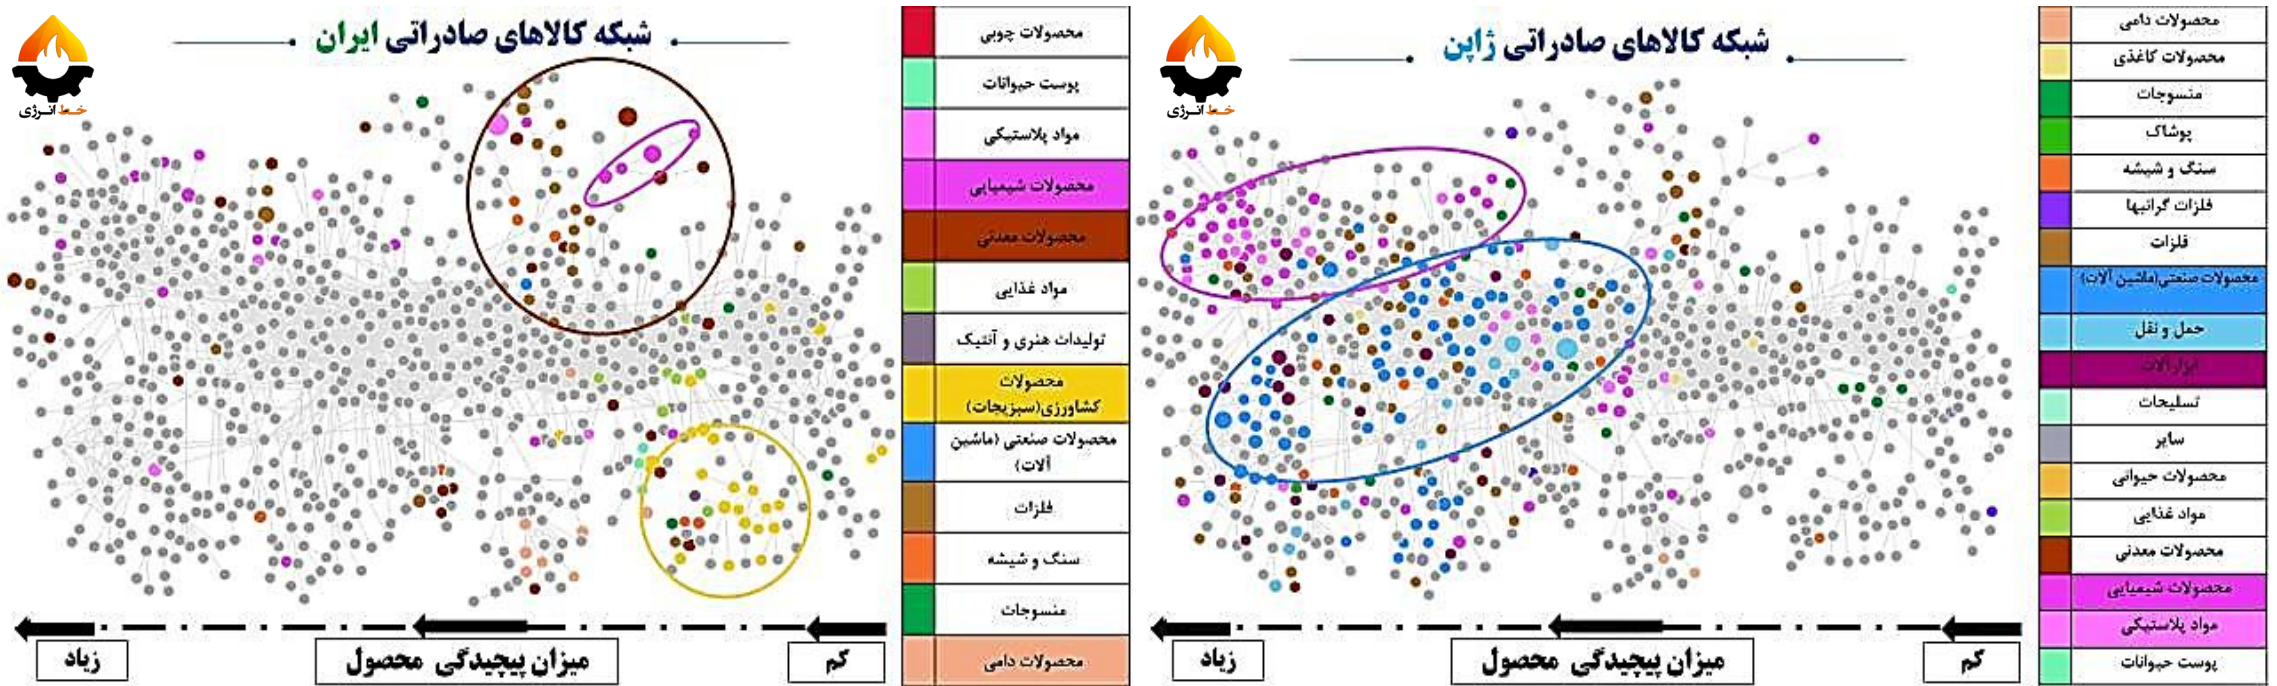 شبکه کالاهای صادراتی ایران
خط انرژی
محصولات چوبی
پوست حیوانات
مواد پلاستیکی
محصولات شیمیایی
محصولات معدنی
مواد غذایی
تولیدات هنری و آنتیک
محصولات
کشاورزی(سبزیجات)
محصولات صنعتی (ماشین
آلات)
فلزات
سنگ و شیشه
منسوجات
محصولات دامی
زیاد
میزان پیچیدگی محصول
کم
شبکه کالاهای صادراتی ژاپن
خط انرژی
محصولات دامی
محصولات کاغذی
منسوجات
پوشاک
سنگ و شیشه
فلزات گرانبها
فلزات
محصولات صنعتی(ماشین آلات)
حمل و نقل
ابزارآلات
تسلیحات
سایر
محصولات حیوانی
مواد غذایی
محصولات معدنی
محصولات شیمیایی
مواد پلاستیکی
پوست حیوانات
زیاد
میزان پیچیدگی محصول
کم